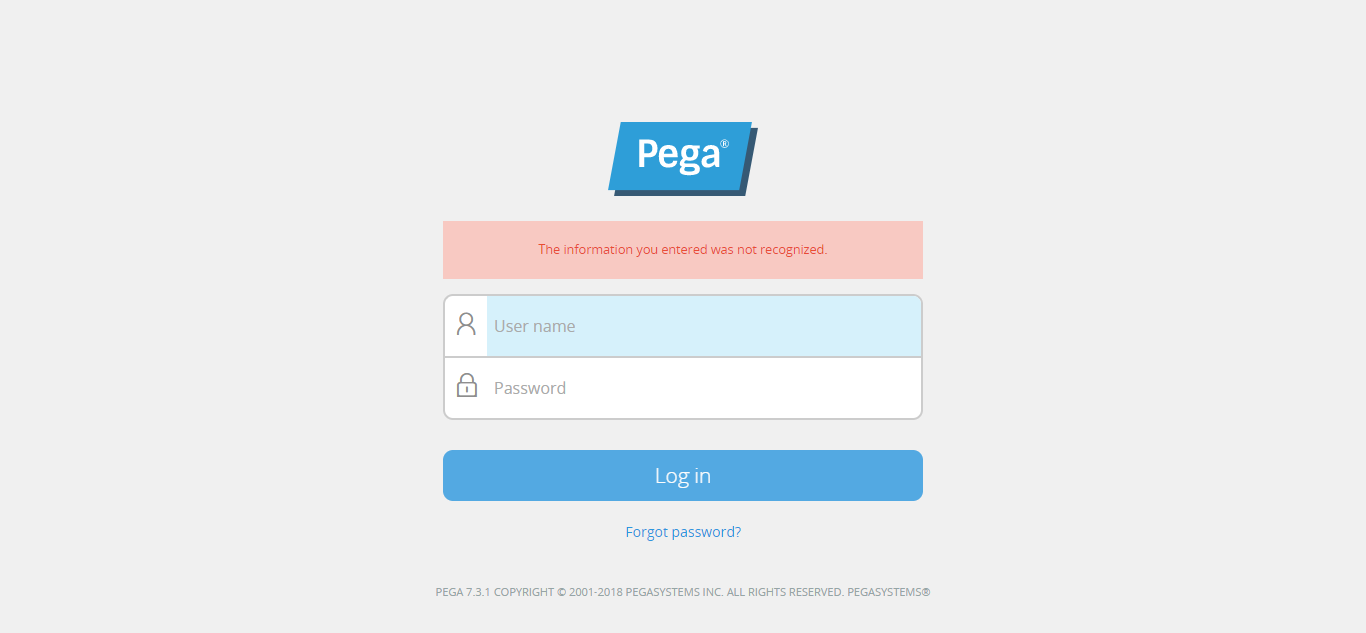 Pega®
The information you entered was not recognized.
User name
Password
Log in
Forgot password?
PEGA 7.3.1 COPYRIGHT © 2001-2018 PEGASYSTEMS INC. ALL RIGHTS RESERVED. PEGASYSTEMS®